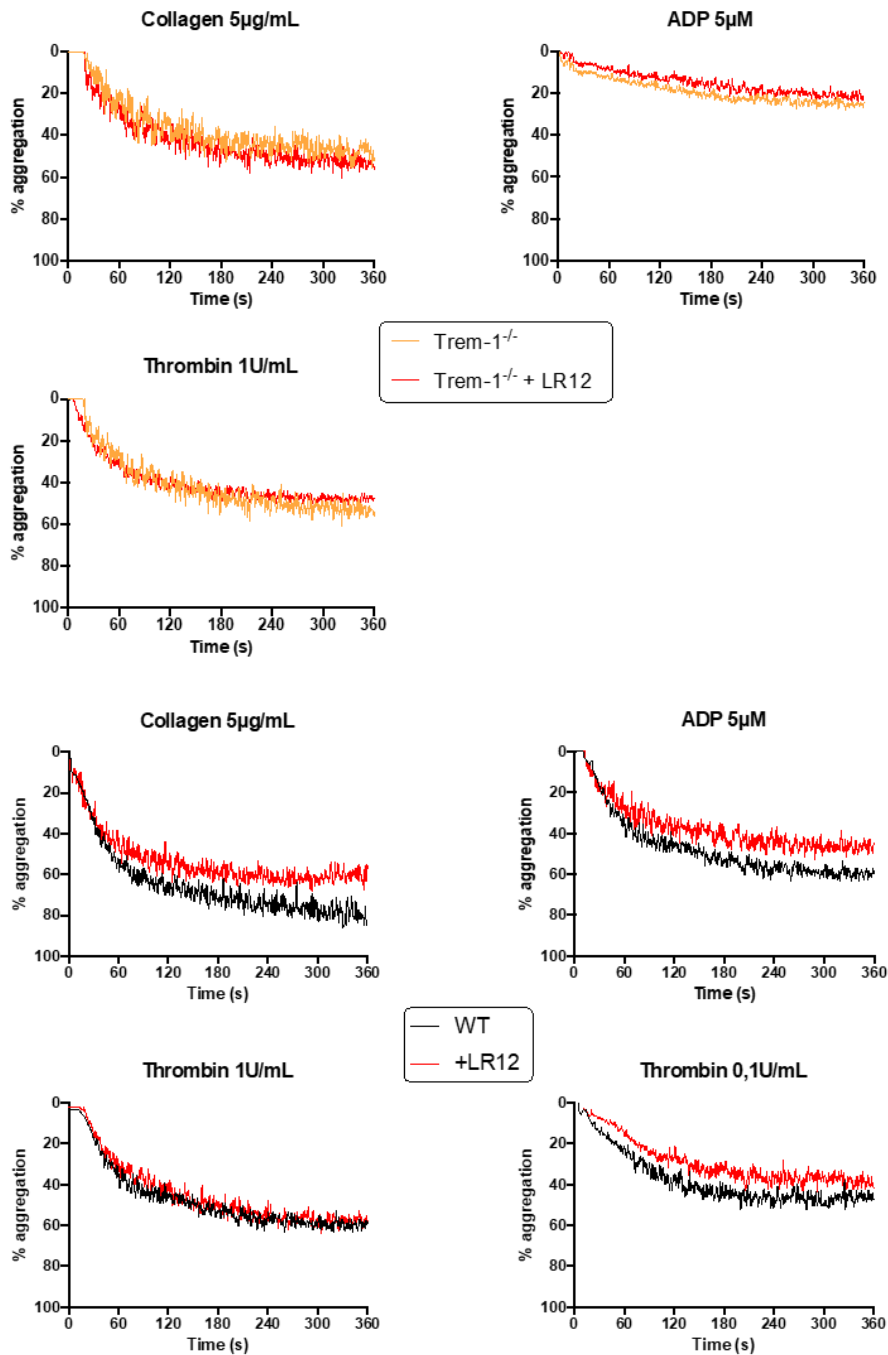 Collagen 5µg/mL
ADP 5µM
0
20
40
60
80
100
% aggregation
0 60 120 180 240 300 360
Time (s)
0
20
40
60
80
100
% aggregation
0 60 120 180 240 300 360
Time (s)
Trem-1-/-
Trem-1-/- + LR12
Thrombin 1U/mL
0
20
40
60
80
100
% aggregation
0 60 120 180 240 300 360
Time (s)
Collagen 5µg/mL
ADP 5µM
0
20
40
60
80
100
% aggregation
0 60 120 180 240 300 360
Time (s)
0
20
40
60
80
100
% aggregation
0 60 120 180 240 300 360
Time (s)
WT
+LR12
Thrombin 1U/mL
Thrombin 0,1U/mL
0
20
40
60
80
100
% aggregation
0 60 120 180 240 300 360
Time (s)
0
20
40
60
80
100
% aggregation
0 60 120 180 240 300 360
Time (s)